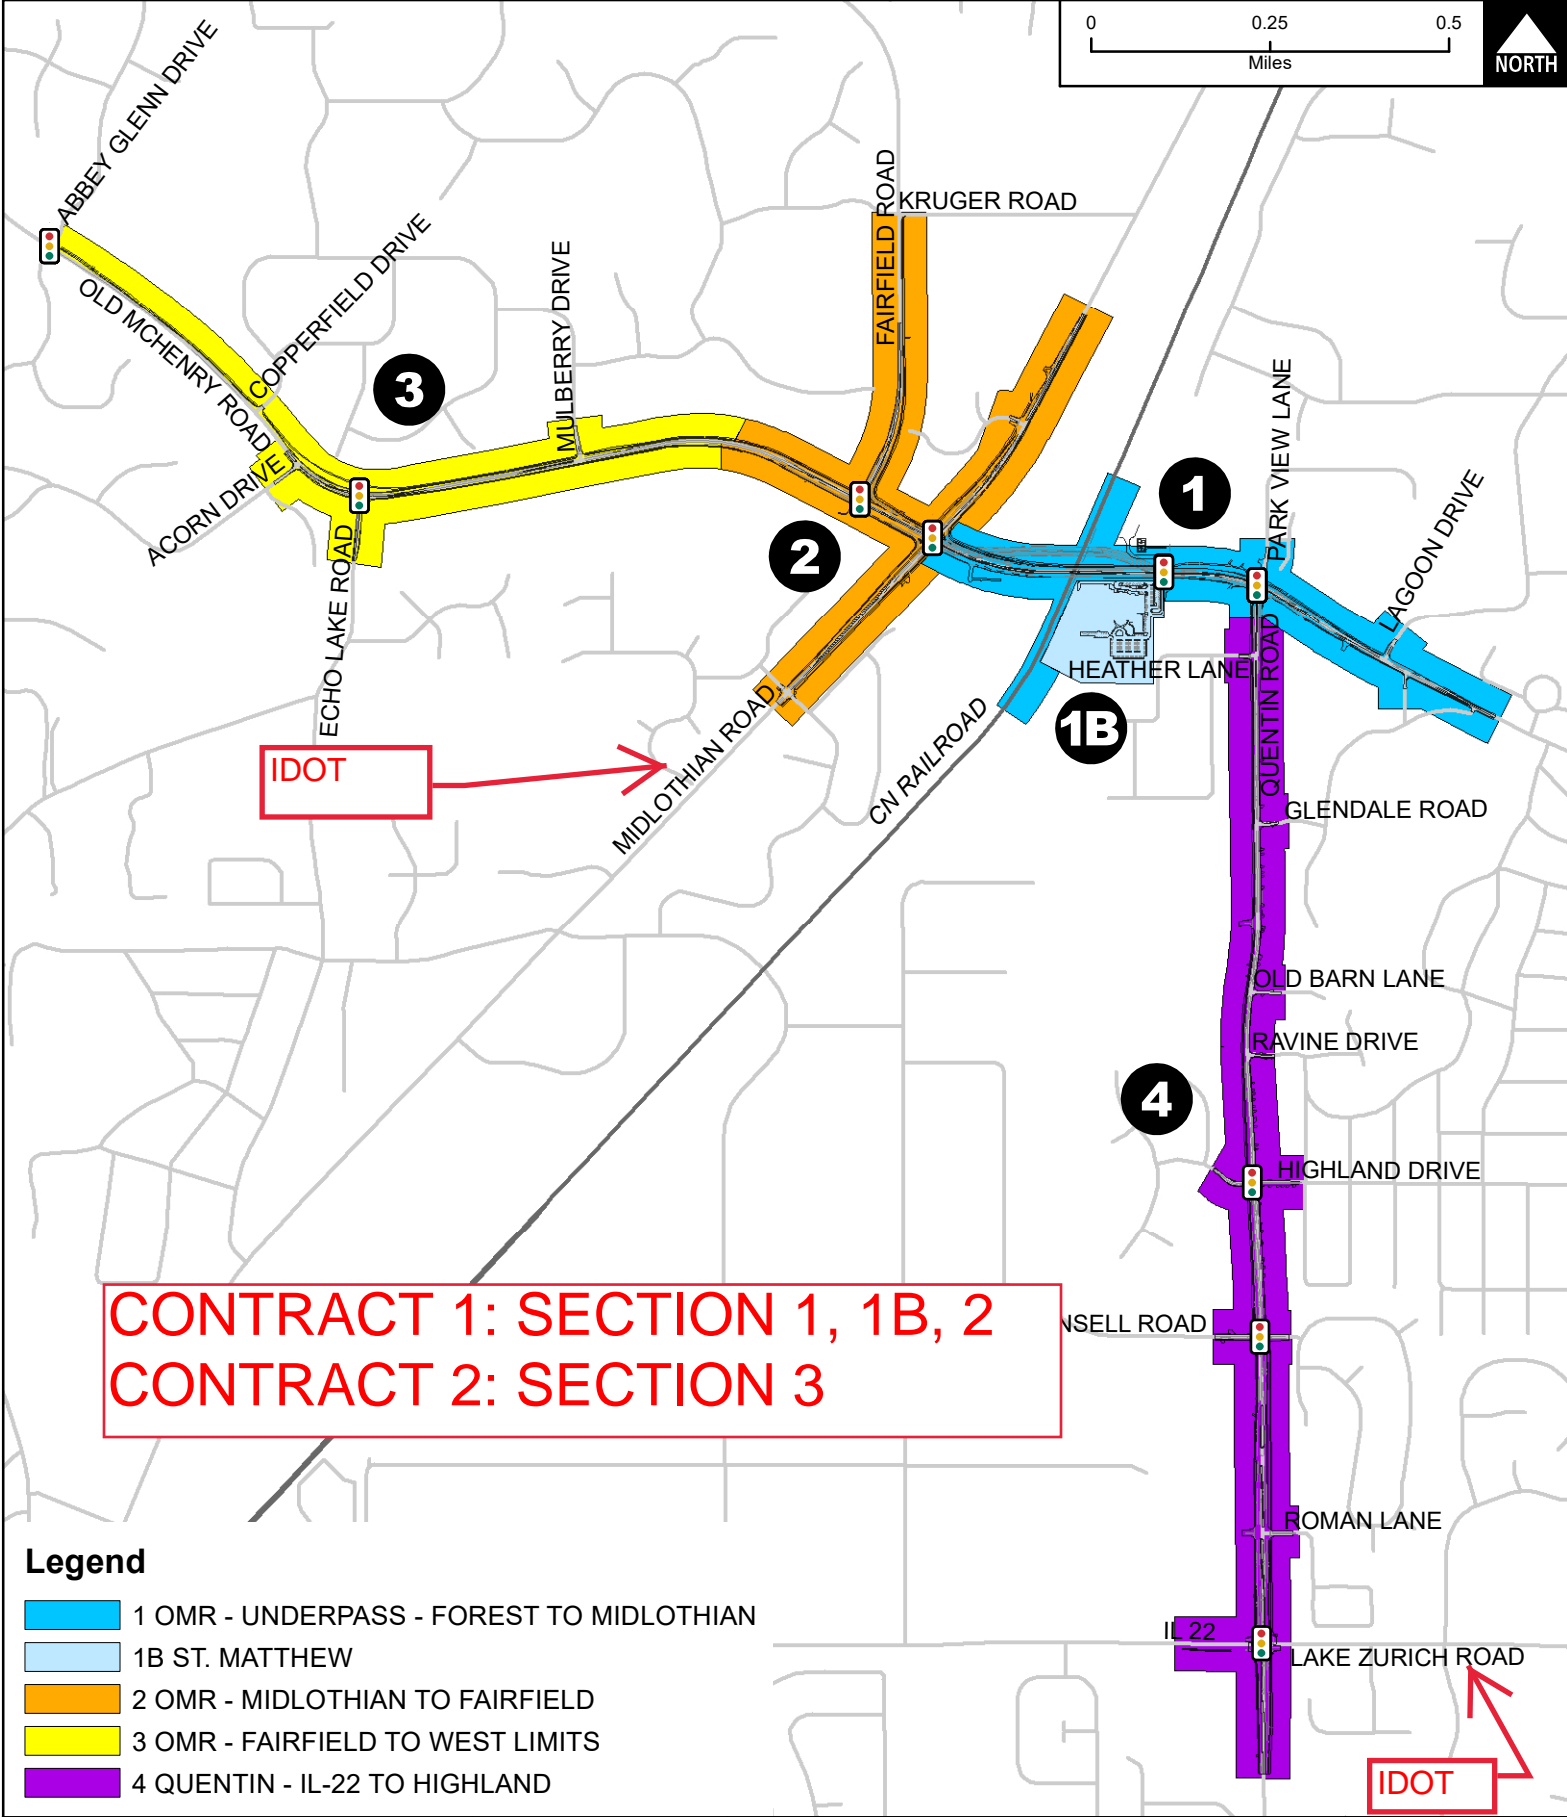 0 0.25 0.5
Miles
NORTH
ABBEY GLENN DRIVE
OLD MCHENRY ROAD
COPPERFIELD DRIVE
ACORN DRIVE
ECHO LAKE ROAD
MULBERRY DRIVE
FAIRFIELD ROAD
KRUGER ROAD
3
2
1
1B
4
PARK VIEW LANE
LAGOON DRIVE
HEATHER LANE
QUENTIN ROAD
MIDLOTHIAN ROAD
CN RAILROAD
IDOT
GLENDALE ROAD
OLD BARN LANE
RAVINE DRIVE
HIGHLAND DRIVE
NSELL ROAD
ROMAN LANE
IL 22
LAKE ZURICH ROAD
IDOT
CONTRACT 1: SECTION 1, 1B, 2
CONTRACT 2: SECTION 3
Legend
1 OMR - UNDERPASS - FOREST TO MIDLOTHIAN
1B ST. MATTHEW
2 OMR - MIDLOTHIAN TO FAIRFIELD
3 OMR - FAIRFIELD TO WEST LIMITS
4 QUENTIN - IL-22 TO HIGHLAND